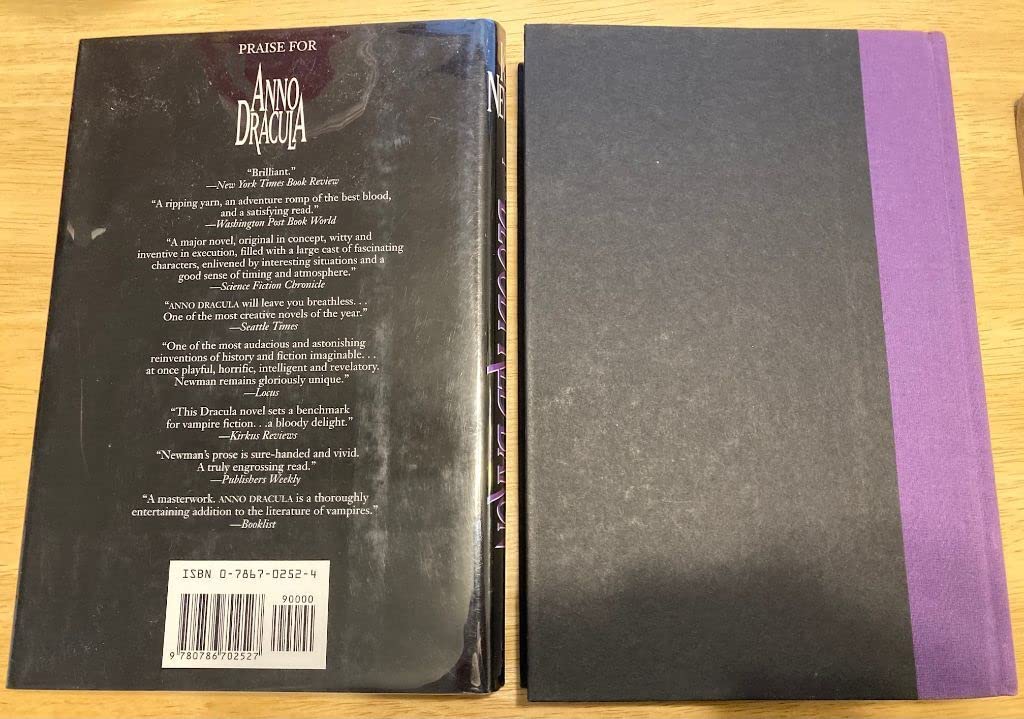 PRAISE FOR
ANNO
DRACULA
“Brilliant.”
—New York Times Book Review
“A ripping yarn, an adventure romp of the best blood,
and a satisfying read.”
—Washington Post Book World
“A major novel, original in concept, witty and
inventive in execution, filled with a large cast of fascinating
characters, enlivened by interesting situations and a
good sense of timing and atmosphere.”
—Science Fiction Chronicle
“ANNO DRACULA will leave you breathless. . .
One of the most creative novels of the year.”
—Seattle Times
“One of the most audacious and astonishing
reinventions of history and fiction imaginable. . .
at once playful, horrific, intelligent and revelatory.
Newman remains gloriously unique.”
—Locus
“This Dracula novel sets a benchmark
for vampire fiction. . .a bloody delight.”
—Kirkus Reviews
“Newman’s prose is sure-handed and vivid.
A truly engrossing read.”
—Publishers Weekly
“A masterwork. ANNO DRACULA is a thoroughly
entertaining addition to the literature of vampires.”
—Booklist
ISBN 0-7867-0252-4
90000
9 780786 702527